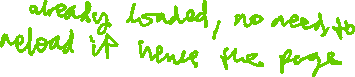 already loaded, no need to
reload it hence the page